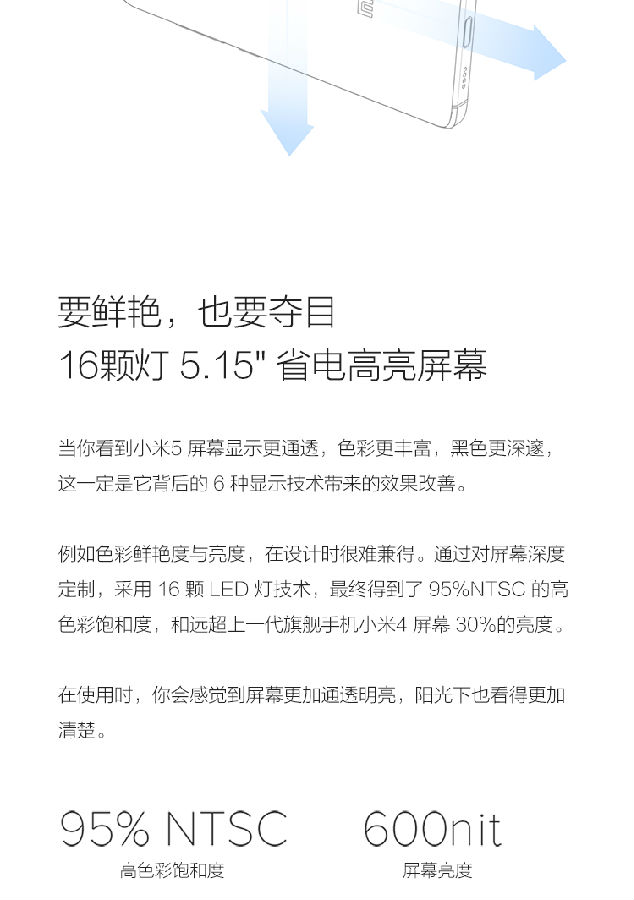 要鲜艳，也要夺目
16颗灯 5.15" 省电高亮屏幕
当你看到小米5 屏幕显示更通透，色彩更丰富，黑色更深邃，
这一定是它背后的 6 种显示技术带来的效果改善。
例如色彩鲜艳度与亮度，在设计时很难兼得。通过对屏幕深度
定制，采用 16 颗 LED 灯技术，最终得到了 95%NTSC 的高
色彩饱和度，和远超上一代旗舰手机小米4 屏幕 30%的亮度。
在使用时，你会感觉到屏幕更加通透明亮，阳光下也看得更加
清楚。
95% NTSC 600nit
高色彩饱和度 屏幕亮度